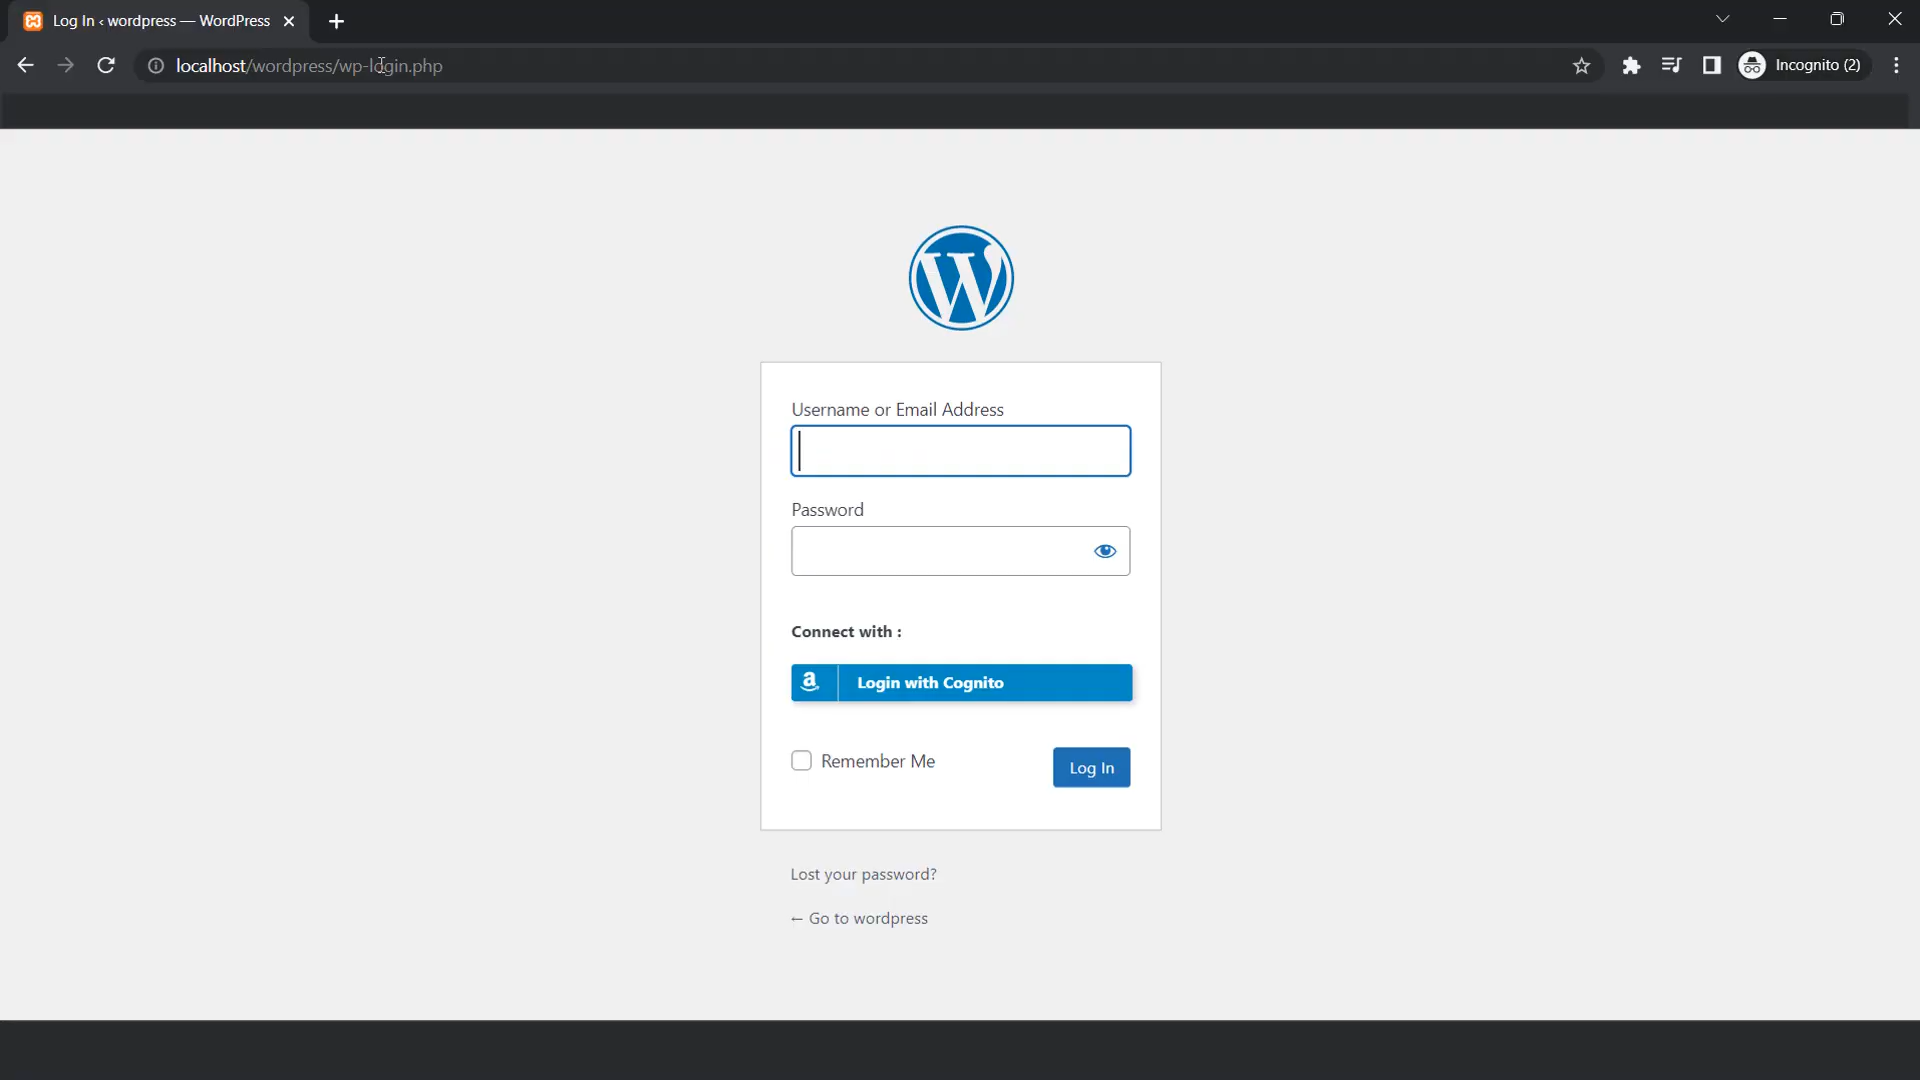 Log In ‹ wordpress — WordPress
localhost/wordpress/wp-login.php
Incognito (2)
Username or Email Address
Password
Connect with :
Login with Cognito
Remember Me
Log In
Lost your password?
← Go to wordpress